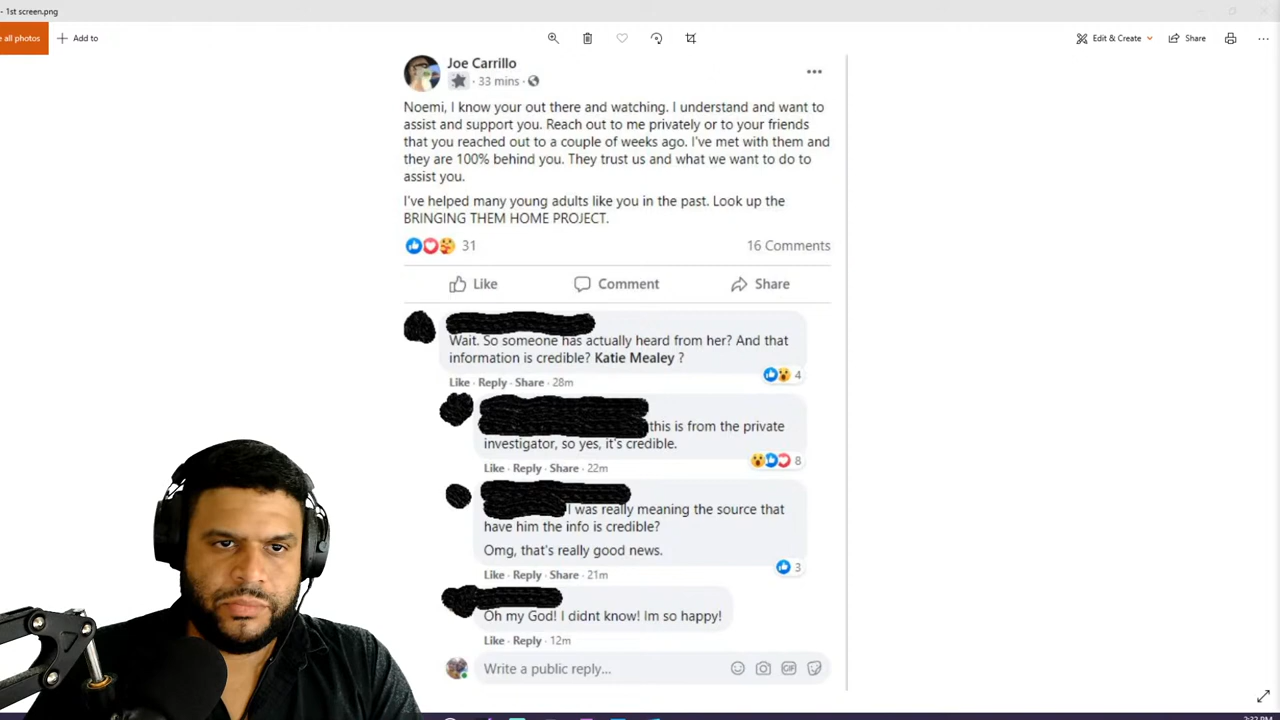 - 1st screen.png
e all photos
Add to
Edit & Create
Share
Joe Carrillo
· 33 mins ·
Noemi, I know your out there and watching. I understand and want to
assist and support you. Reach out to me privately or to your friends
that you reached out to a couple of weeks ago. I've met with them and
they are 100% behind you. They trust us and what we want to do to
assist you.
I've helped many young adults like you in the past. Look up the
BRINGING THEM HOME PROJECT.
31
16 Comments
Like
Comment
Share
Wait. So someone has actually heard from her? And that
information is credible? Katie Mealey ?
4
Like · Reply · Share · 28m
this is from the private
investigator, so yes, it's credible.
8
Like · Reply · Share · 22m
I was really meaning the source that
have him the info is credible?
Omg, that's really good news.
3
Like · Reply · Share · 21m
Oh my God! I didnt know! Im so happy!
Like · Reply · 12m
Write a public reply...
GIF